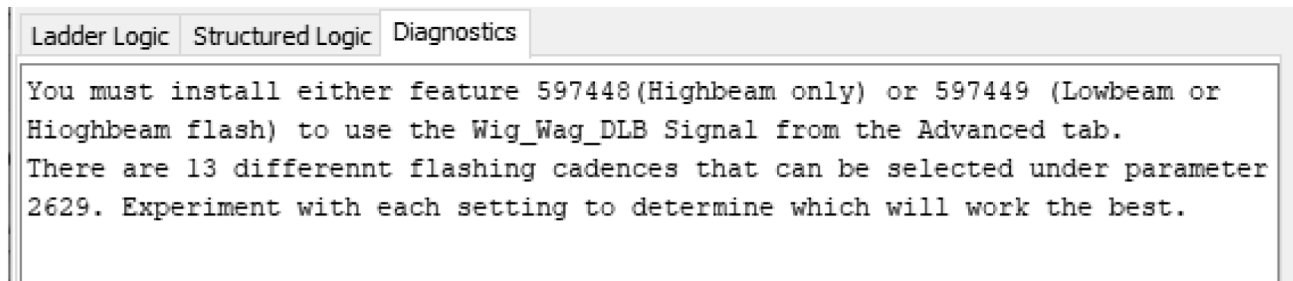 Ladder Logic Structured Logic Diagnostics
You must install either feature 597448(Highbeam only) or 597449 (Lowbeam or
Hioghbeam flash) to use the Wig_Wag_DLB Signal from the Advanced tab.
There are 13 differennt flashing cadences that can be selected under parameter
2629. Experiment with each setting to determine which will work the best.